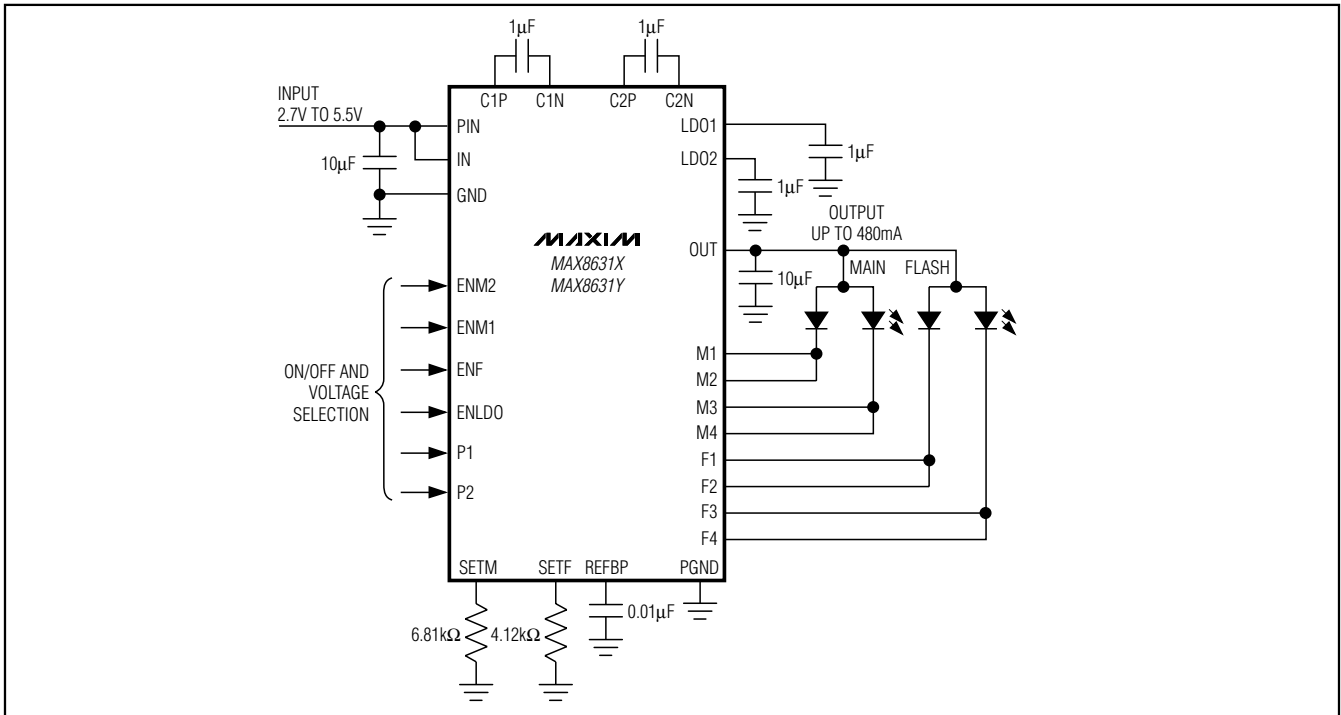 1μF
1μF
C1P
C1N
C2P
C2N
INPUT
2.7V TO 5.5V
PIN
IN
10μF
GND
LDO1
1μF
LDO2
1μF
MAXIM
MAX8631X
MAX8631Y
OUTPUT
UP TO 480mA
OUT
10μF
MAIN
FLASH
ON/OFF AND
VOLTAGE
SELECTION
ENM2
ENM1
ENF
ENLDO
P1
P2
M1
M2
M3
M4
F1
F2
F3
F4
SETM
SETF
REFBP
PGND
6.81kΩ
4.12kΩ
0.01μF